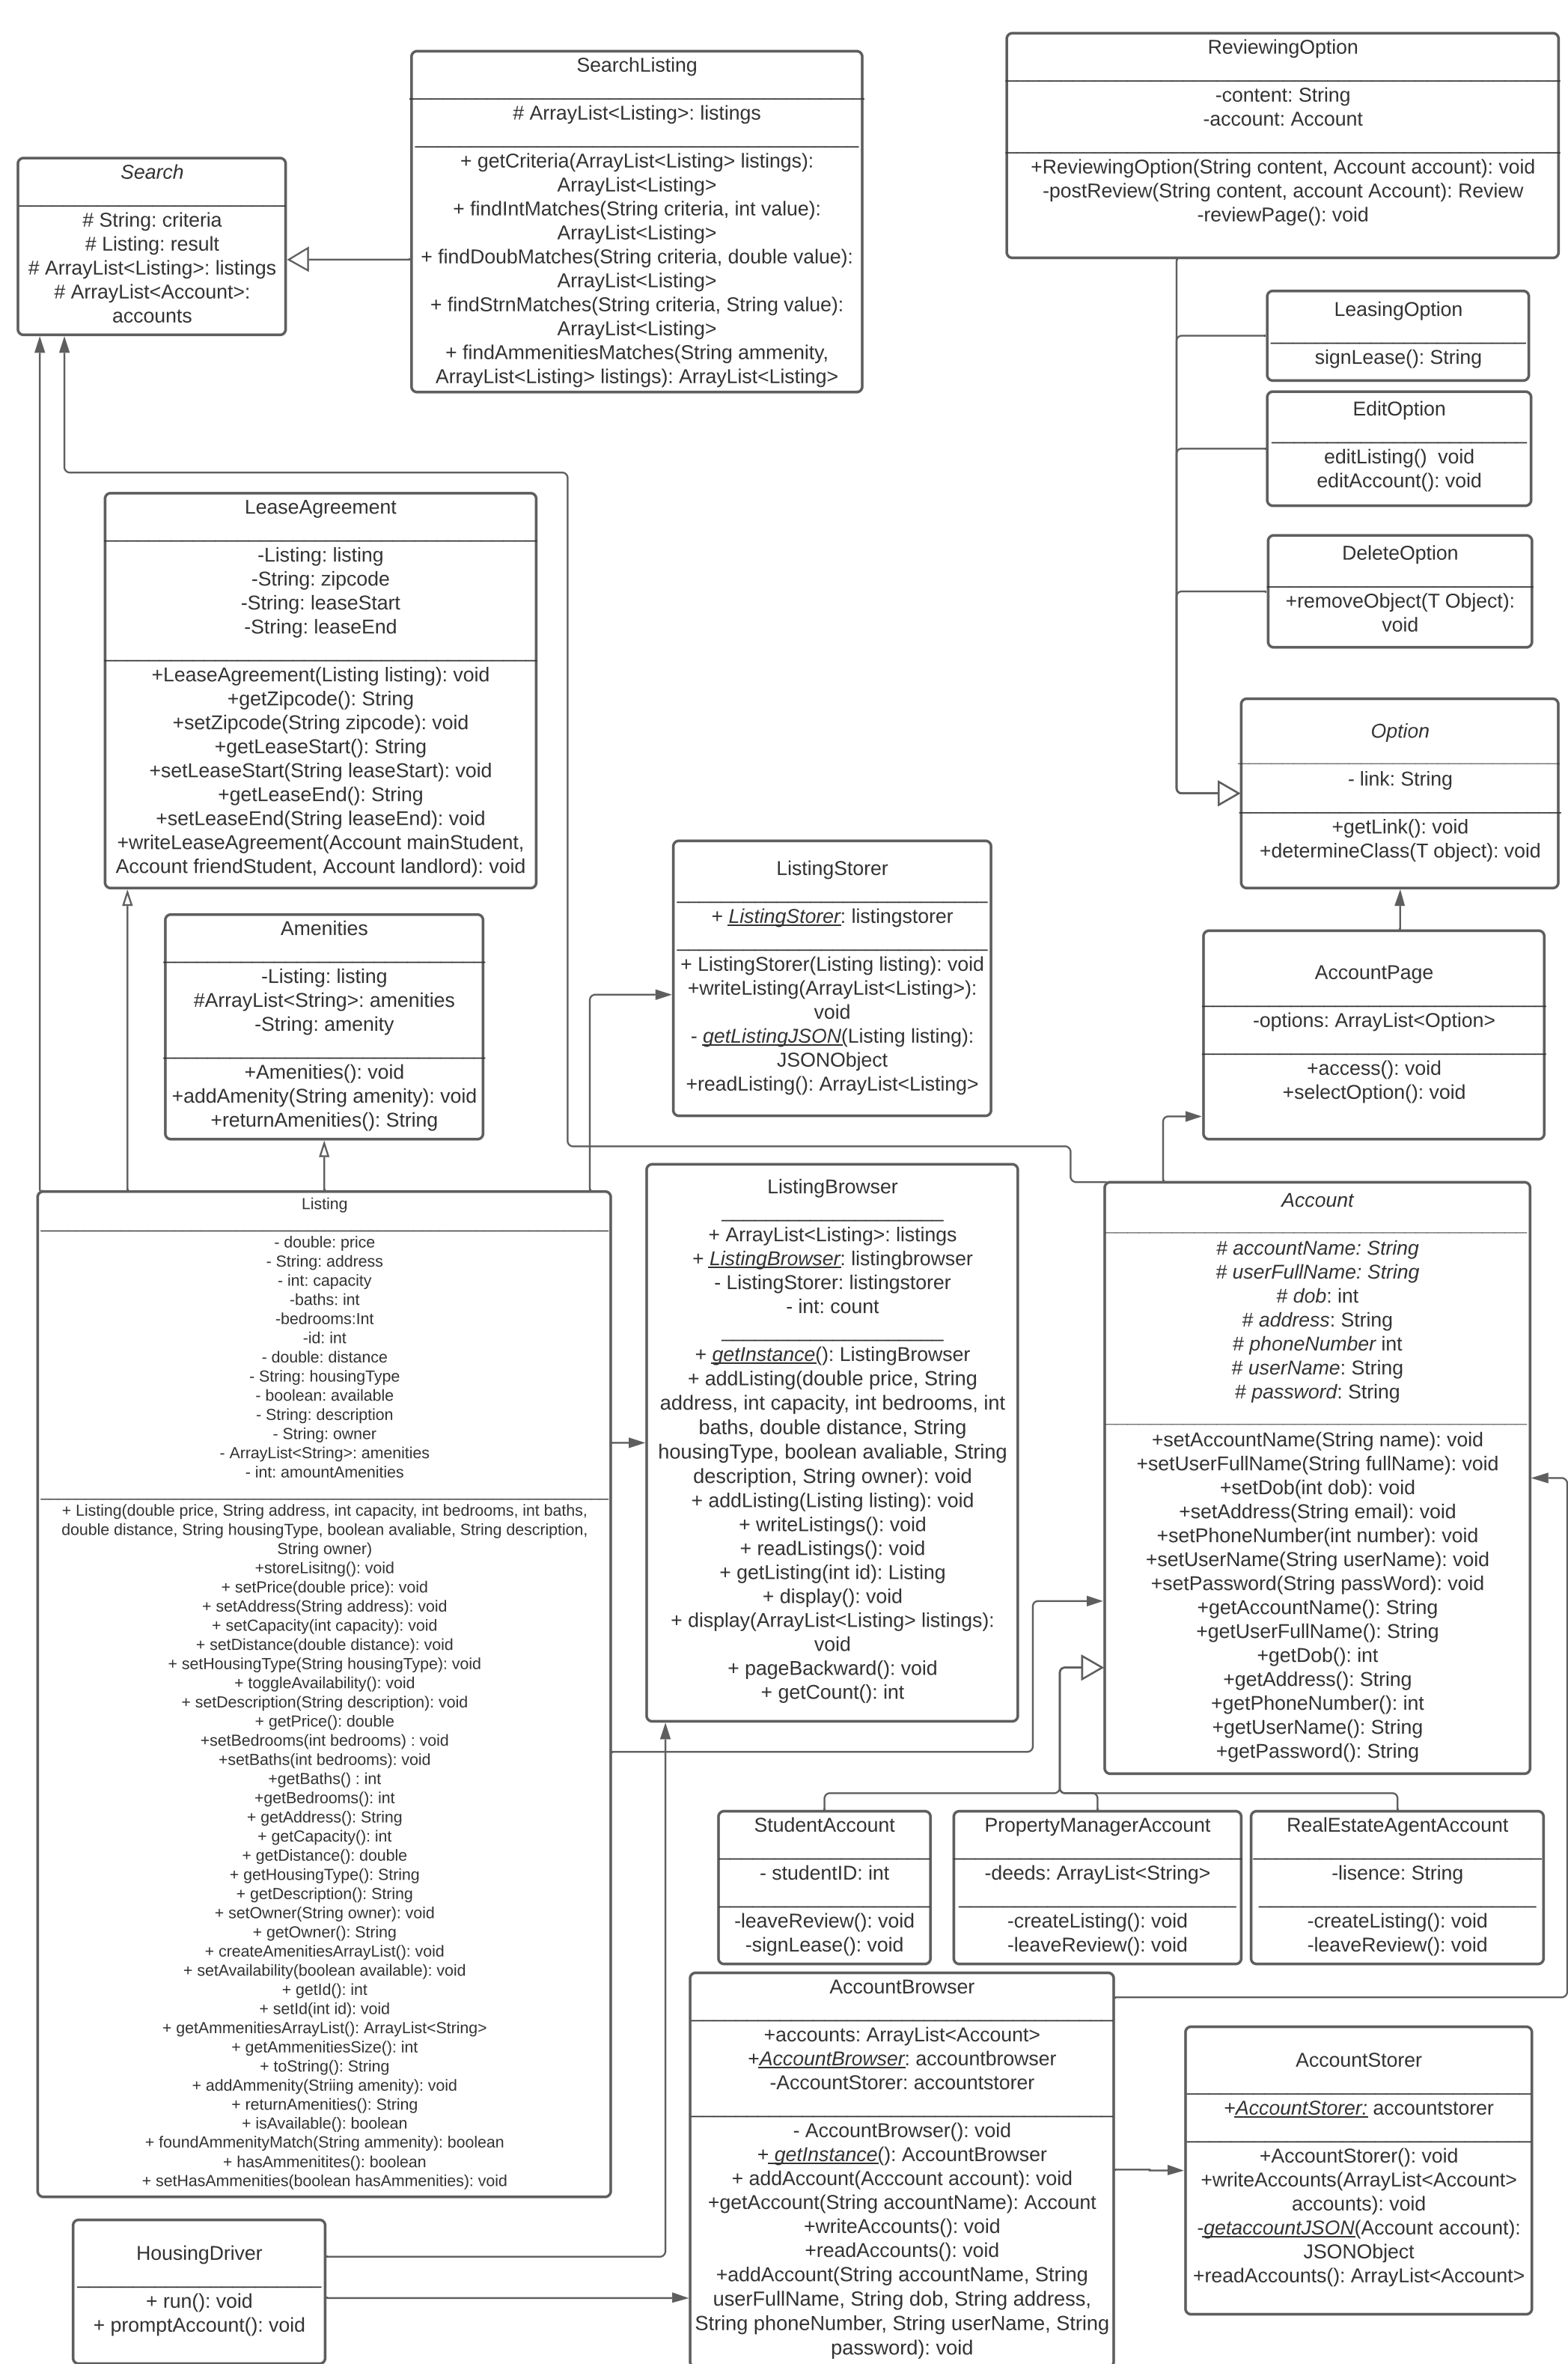 SearchListing
# ArrayList<Listing>: listings
+ getCriteria(ArrayList<Listing> listings):
ArrayList<Listing>
+ findIntMatches(String criteria, int value):
ArrayList<Listing>
+ findDoubMatches(String criteria, double value):
ArrayList<Listing>
+ findStrnMatches(String criteria, String value):
ArrayList<Listing>
+ findAmmenitiesMatches(String ammenity,
ArrayList<Listing> listings): ArrayList<Listing>
ReviewingOption
-content: String
-account: Account
+ReviewingOption(String content, Account account): void
-postReview(String content, account Account): Review
-reviewPage(): void
Search
# String: criteria
# Listing: result
# ArrayList<Listing>: listings
# ArrayList<Account>:
accounts
LeasingOption
signLease(): String
EditOption
editListing()  void
editAccount(): void
DeleteOption
+removeObject(T Object):
void
LeaseAgreement
-Listing: listing
-String: zipcode
-String: leaseStart
-String: leaseEnd
+LeaseAgreement(Listing listing): void
+getZipcode(): String
+setZipcode(String zipcode): void
+getLeaseStart(): String
+setLeaseStart(String leaseStart): void
+getLeaseEnd(): String
+setLeaseEnd(String leaseEnd): void
+writeLeaseAgreement(Account mainStudent,
Account friendStudent, Account landlord): void
Option
- link: String
+getLink(): void
+determineClass(T object): void
ListingStorer
+ ListingStorer: listingstorer
+ ListingStorer(Listing listing): void
+writeListing(ArrayList<Listing>):
void
- getListingJSON(Listing listing):
JSONObject
+readListing(): ArrayList<Listing>
Amenities
-Listing: listing
#ArrayList<String>: amenities
-String: amenity
+Amenities(): void
+addAmenity(String amenity): void
+returnAmenities(): String
AccountPage
-options: ArrayList<Option>
+access(): void
+selectOption(): void
Listing
- double: price
- String: address
- int: capacity
-baths: int
-bedrooms:Int
-id: int
- double: distance
- String: housingType
- boolean: available
- String: description
- String: owner
- ArrayList<String>: amenities
- int: amountAmenities
+ Listing(double price, String address, int capacity, int bedrooms, int baths,
double distance, String housingType, boolean avaliable, String description,
String owner)
+storeLisitng(): void
+ setPrice(double price): void
+ setAddress(String address): void
+ setCapacity(int capacity): void
+ setDistance(double distance): void
+ setHousingType(String housingType): void
+ toggleAvailability(): void
+ setDescription(String description): void
+ getPrice(): double
+setBedrooms(int bedrooms) : void
+setBaths(int bedrooms): void
+getBaths() : int
+getBedrooms(): int
+ getAddress(): String
+ getCapacity(): int
+ getDistance(): double
+ getHousingType(): String
+ getDescription(): String
+ setOwner(String owner): void
+ getOwner(): String
+ createAmenitiesArrayList(): void
+ setAvailability(boolean available): void
+ getId(): int
+ setId(int id): void
+ getAmmenitiesArrayList(): ArrayList<String>
+ getAmmenitiesSize(): int
+ toString(): String
+ addAmmenity(Striing amenity): void
+ returnAmenities(): String
+ isAvailable(): boolean
+ foundAmmenityMatch(String ammenity): boolean
+ hasAmmenitites(): boolean
+ setHasAmmenities(boolean hasAmmenities): void
ListingBrowser
+ ArrayList<Listing>: listings
+ ListingBrowser: listingbrowser
- ListingStorer: listingstorer
- int: count
+ getInstance(): ListingBrowser
+ addListing(double price, String
address, int capacity, int bedrooms, int
baths, double distance, String
housingType, boolean avaliable, String
description, String owner): void
+ addListing(Listing listing): void
+ writeListings(): void
+ readListings(): void
+ getListing(int id): Listing
+ display(): void
+ display(ArrayList<Listing> listings):
void
+ pageBackward(): void
+ getCount(): int
Account
# accountName: String
# userFullName: String
# dob: int
# address: String
# phoneNumber int
# userName: String
# password: String
+setAccountName(String name): void
+setUserFullName(String fullName): void
+setDob(int dob): void
+setAddress(String email): void
+setPhoneNumber(int number): void
+setUserName(String userName): void
+setPassword(String passWord): void
+getAccountName(): String
+getUserFullName(): String
+getDob(): int
+getAddress(): String
+getPhoneNumber(): int
+getUserName(): String
+getPassword(): String
StudentAccount
- studentID: int
-leaveReview(): void
-signLease(): void
PropertyManagerAccount
-deeds: ArrayList<String>
-createListing(): void
-leaveReview(): void
RealEstateAgentAccount
-lisence: String
-createListing(): void
-leaveReview(): void
AccountBrowser
+accounts: ArrayList<Account>
+AccountBrowser: accountbrowser
-AccountStorer: accountstorer
- AccountBrowser(): void
+ getInstance(): AccountBrowser
+ addAccount(Acccount account): void
+getAccount(String accountName): Account
+writeAccounts(): void
+readAccounts(): void
+addAccount(String accountName, String
userFullName, String dob, String address,
String phoneNumber, String userName, String
password): void
AccountStorer
+AccountStorer: accountstorer
+AccountStorer(): void
+writeAccounts(ArrayList<Account>
accounts): void
-getaccountJSON(Account account):
JSONObject
+readAccounts(): ArrayList<Account>
HousingDriver
+ run(): void
+ promptAccount(): void